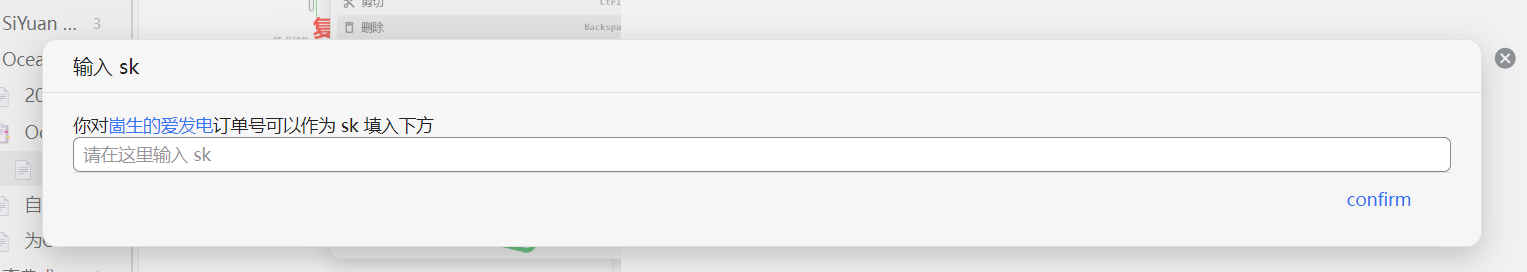 剪切
SiYuan ... 3
删除 Backspa
Ocea
输入 sk
20
你对崮生的爱发电订单号可以作为 sk 填入下方
请在这里输入 sk
自
confirm
为C